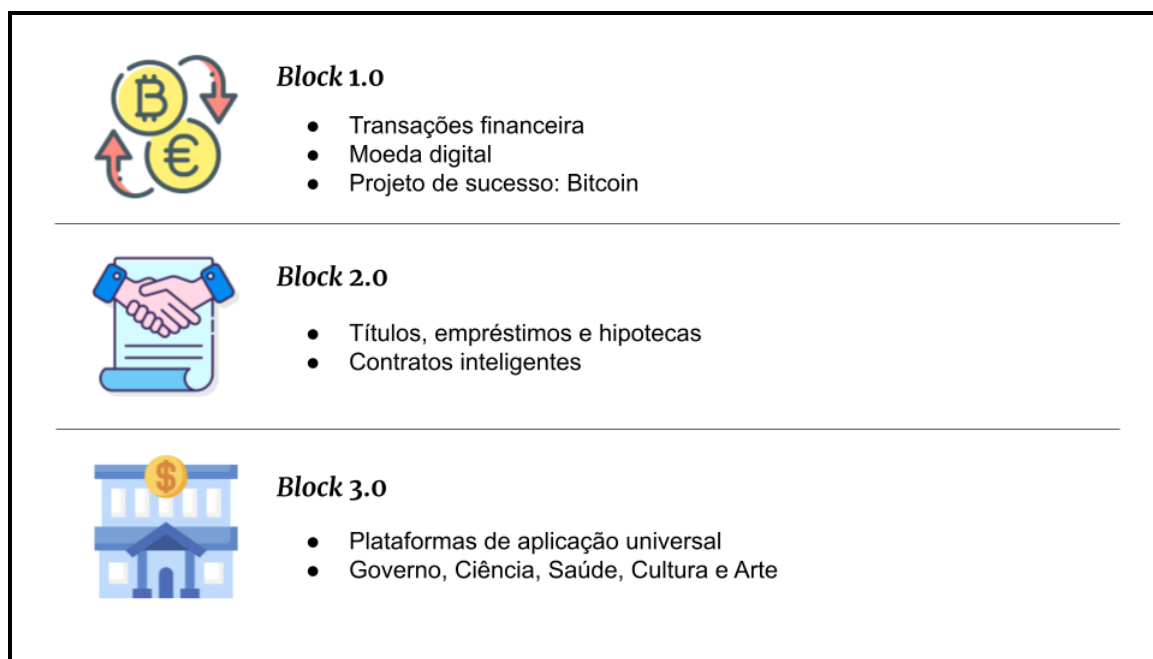 Block 1.0
● Transações financeira
● Moeda digital
● Projeto de sucesso: Bitcoin
Block 2.0
● Títulos, empréstimos e hipotecas
● Contratos inteligentes
Block 3.0
● Plataformas de aplicação universal
● Governo, Ciência, Saúde, Cultura e Arte